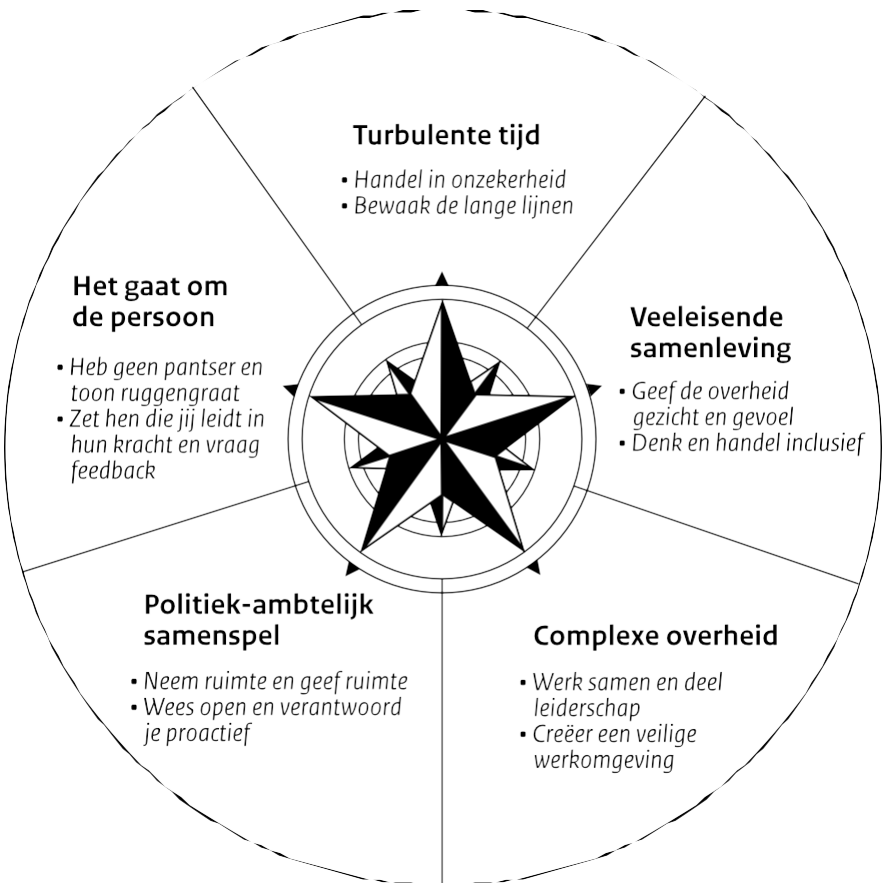 Turbulente tijd
▪ Handel in onzekerheid
▪ Bewaak de lange lijnen
Veeleisende
samenleving
▪ Geef de overheid
gezicht en gevoel
▪ Denk en handel inclusief
Complexe overheid
▪ Werk samen en deel
leiderschap
▪ Creëer een veilige
werkomgeving
Politiek-ambtelijk
samenspel
▪ Neem ruimte en geef ruimte
▪ Wees open en verantwoord
je proactief
Het gaat om
de persoon
▪ Heb geen pantser en
toon ruggengraat
▪ Zet hen die jij leidt in
hun kracht en vraag
feedback